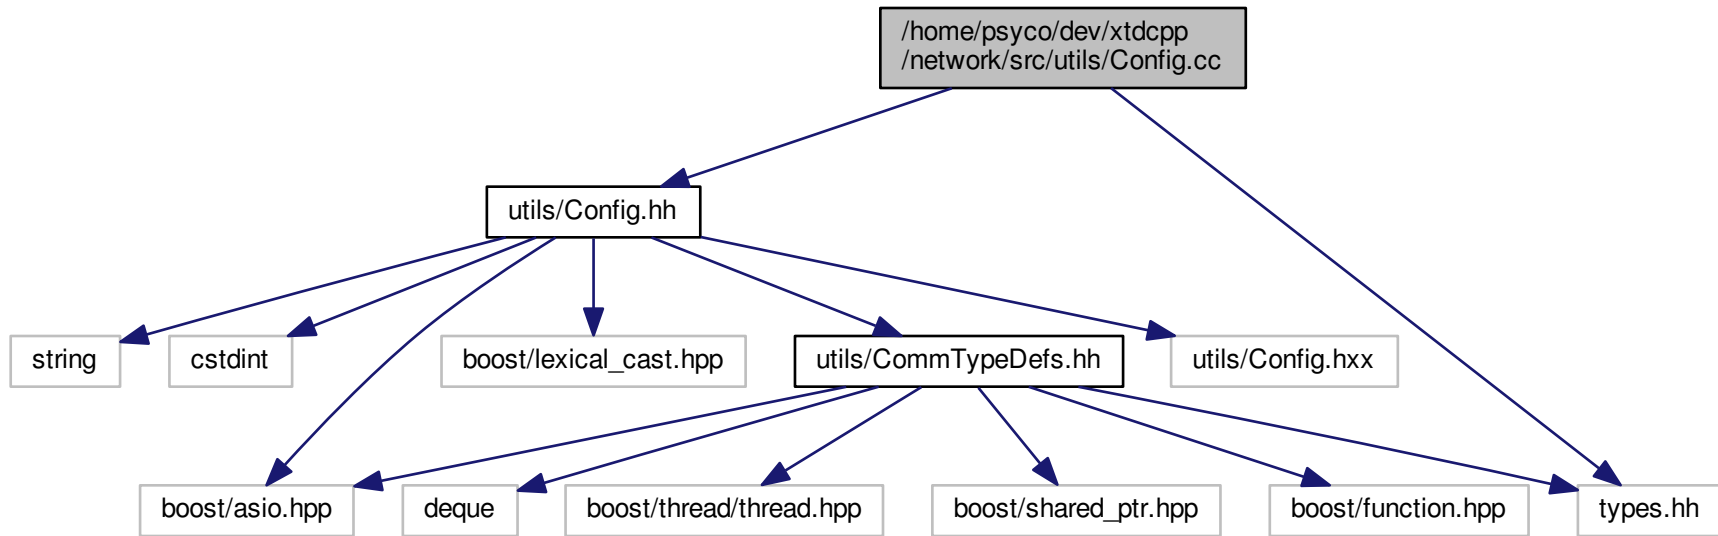 /home/psyco/dev/xtdcpp
/network/src/utils/Config.cc
utils/Config.hh
string
cstdint
boost/lexical_cast.hpp
utils/CommTypeDefs.hh
utils/Config.hxx
boost/asio.hpp
deque
boost/thread/thread.hpp
boost/shared_ptr.hpp
boost/function.hpp
types.hh